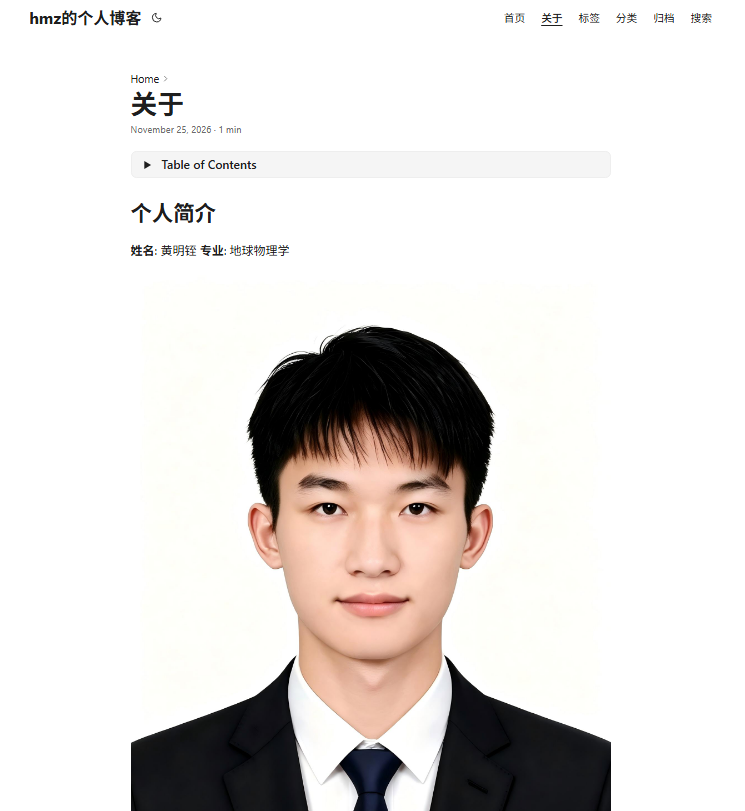 hmz的个人博客
首页 关于 标签 分类 归档 搜索
Home
关于
November 25, 2026 · 1 min
Table of Contents
个人简介
姓名: 黄明铚 专业: 地球物理学